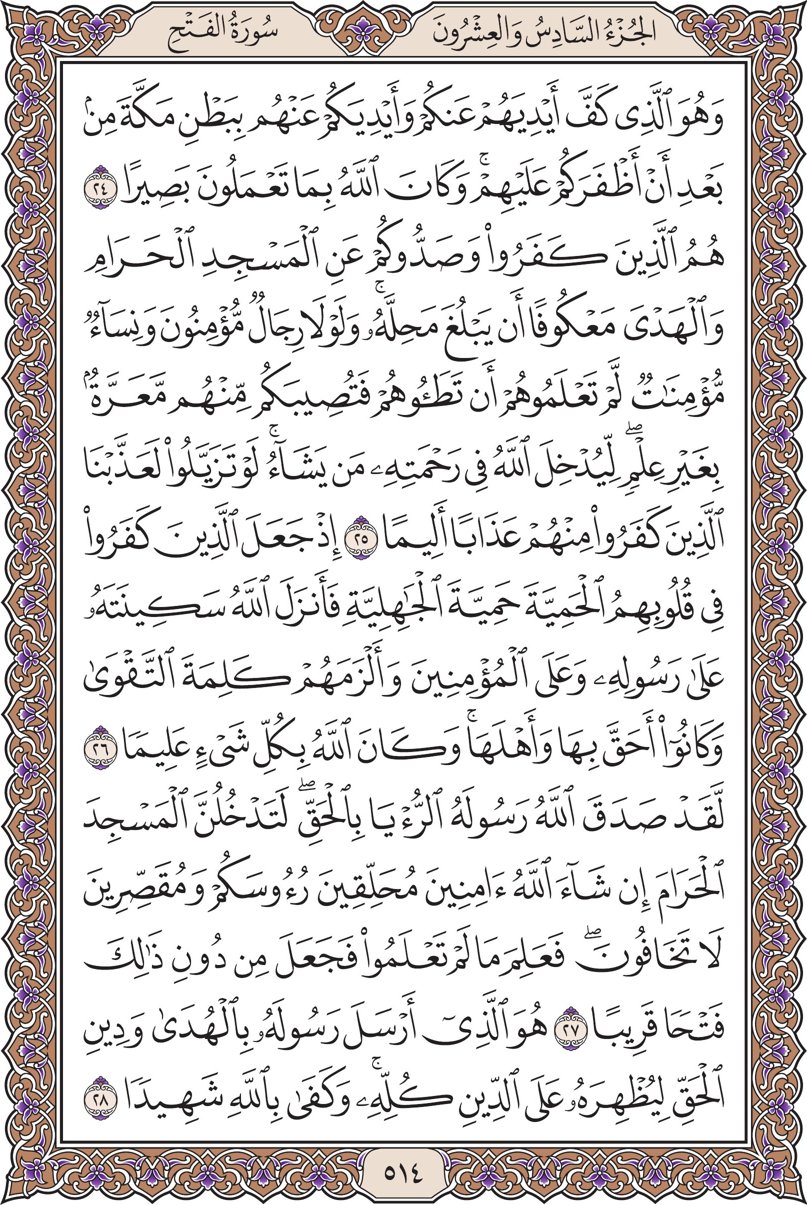 الجُزْءُ السَّادِسُ وَالعِشْرُونَ
سُورَةُ الفَتْحِ
وَهُوَ ٱلَّذِى كَفَّ أَيْدِيَهُمْ عَنكُمْ وَأَيْدِيَكُمْ عَنْهُم بِبَطْنِ مَكَّةَ مِنۢ
بَعْدِ أَنْ أَظْفَرَكُمْ عَلَيْهِمْ ۚ وَكَانَ ٱللَّهُ بِمَا تَعْمَلُونَ بَصِيرًا ٢٤
هُمُ ٱلَّذِينَ كَفَرُوا۟ وَصَدُّوكُمْ عَنِ ٱلْمَسْجِدِ ٱلْحَرَامِ
وَٱلْهَدْىَ مَعْكُوفًا أَن يَبْلُغَ مَحِلَّهُۥ ۚ وَلَوْلَا رِجَالٌ مُّؤْمِنُونَ وَنِسَآءٌ
مُّؤْمِنَـٰتٌ لَّمْ تَعْلَمُوهُمْ أَن تَطَـُٔوهُمْ فَتُصِيبَكُم مِّنْهُم مَّعَرَّةٌۢ
بِغَيْرِ عِلْمٍ ۖ لِّيُدْخِلَ ٱللَّهُ فِى رَحْمَتِهِۦ مَن يَشَآءُ ۚ لَوْ تَزَيَّلُوا۟ لَعَذَّبْنَا
ٱلَّذِينَ كَفَرُوا۟ مِنْهُمْ عَذَابًا أَلِيمًا ٢٥ إِذْ جَعَلَ ٱلَّذِينَ كَفَرُوا۟
فِى قُلُوبِهِمُ ٱلْحَمِيَّةَ حَمِيَّةَ ٱلْجَـٰهِلِيَّةِ فَأَنزَلَ ٱللَّهُ سَكِينَتَهُۥ
عَلَىٰ رَسُولِهِۦ وَعَلَى ٱلْمُؤْمِنِينَ وَأَلْزَمَهُمْ كَلِمَةَ ٱلتَّقْوَىٰ
وَكَانُوٓا۟ أَحَقَّ بِهَا وَأَهْلَهَا ۚ وَكَانَ ٱللَّهُ بِكُلِّ شَىْءٍ عَلِيمًا ٢٦
لَّقَدْ صَدَقَ ٱللَّهُ رَسُولَهُ ٱلرُّءْيَا بِٱلْحَقِّ ۖ لَتَدْخُلُنَّ ٱلْمَسْجِدَ
ٱلْحَرَامَ إِن شَآءَ ٱللَّهُ ءَامِنِينَ مُحَلِّقِينَ رُءُوسَكُمْ وَمُقَصِّرِينَ
لَا تَخَافُونَ ۖ فَعَلِمَ مَا لَمْ تَعْلَمُوا۟ فَجَعَلَ مِن دُونِ ذَٰلِكَ
فَتْحًا قَرِيبًا ٢٧ هُوَ ٱلَّذِىٓ أَرْسَلَ رَسُولَهُۥ بِٱلْهُدَىٰ وَدِينِ
ٱلْحَقِّ لِيُظْهِرَهُۥ عَلَى ٱلدِّينِ كُلِّهِۦ ۚ وَكَفَىٰ بِٱللَّهِ شَهِيدًا ٢٨
٥١٤